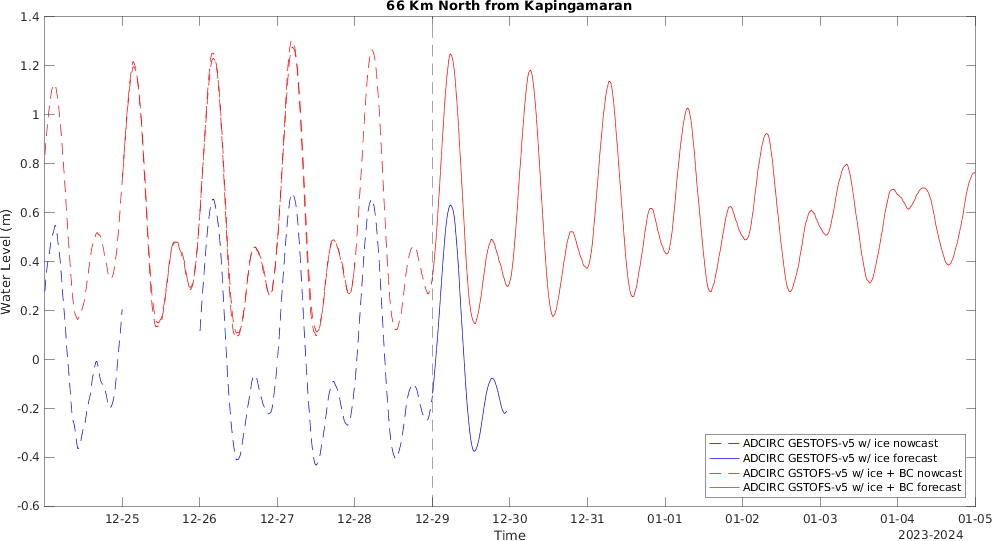 66 Km North from Kapingamaran
1.4
1.2
1
0.8
0.6
0.4
0.2
0
-0.2
-0.4
-0.6
Water Level (m)
12-25 12-26 12-27 12-28 12-29 12-30 12-31 01-01 01-02 01-03 01-04 01-05
Time
2023-2024
ADCIRC GESTOFS-v5 w/ ice nowcast
ADCIRC GESTOFS-v5 w/ ice forecast
ADCIRC GSTOFS-v5 w/ ice + BC nowcast
ADCIRC GSTOFS-v5 w/ ice + BC forecast